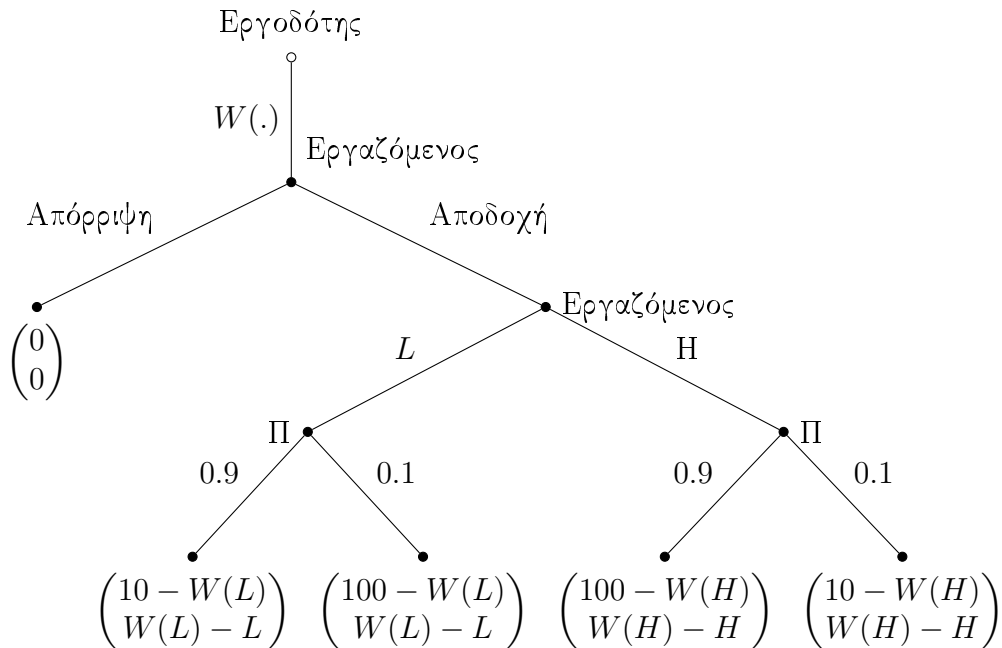 Εργοδότης
W(.)
Εργαζόμενος
Απόρριψη
Αποδοχή
Εργαζόμενος
0
0
L
H
Π
Π
0.9
0.1
0.9
0.1
10 − W(L)
W(L) − L
100 − W(L)
W(L) − L
100 − W(H)
W(H) − H
10 − W(H)
W(H) − H